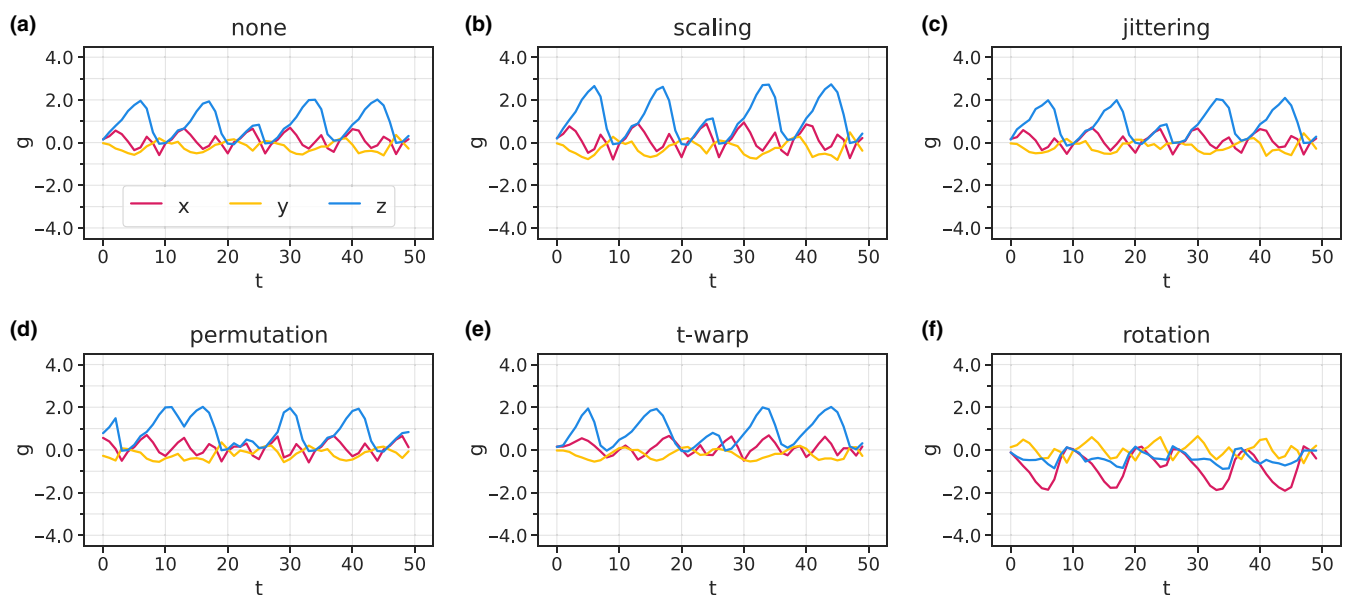 (a) none
4.0
2.0
0.0
−2.0
−4.0
g
x y z
0 10 20 30 40 50
t
(b) scaling
4.0
2.0
0.0
−2.0
−4.0
g
0 10 20 30 40 50
t
(c) jittering
4.0
2.0
0.0
−2.0
−4.0
g
0 10 20 30 40 50
t
(d) permutation
4.0
2.0
0.0
−2.0
−4.0
g
0 10 20 30 40 50
t
(e) t-warp
4.0
2.0
0.0
−2.0
−4.0
g
0 10 20 30 40 50
t
(f) rotation
4.0
2.0
0.0
−2.0
−4.0
g
0 10 20 30 40 50
t